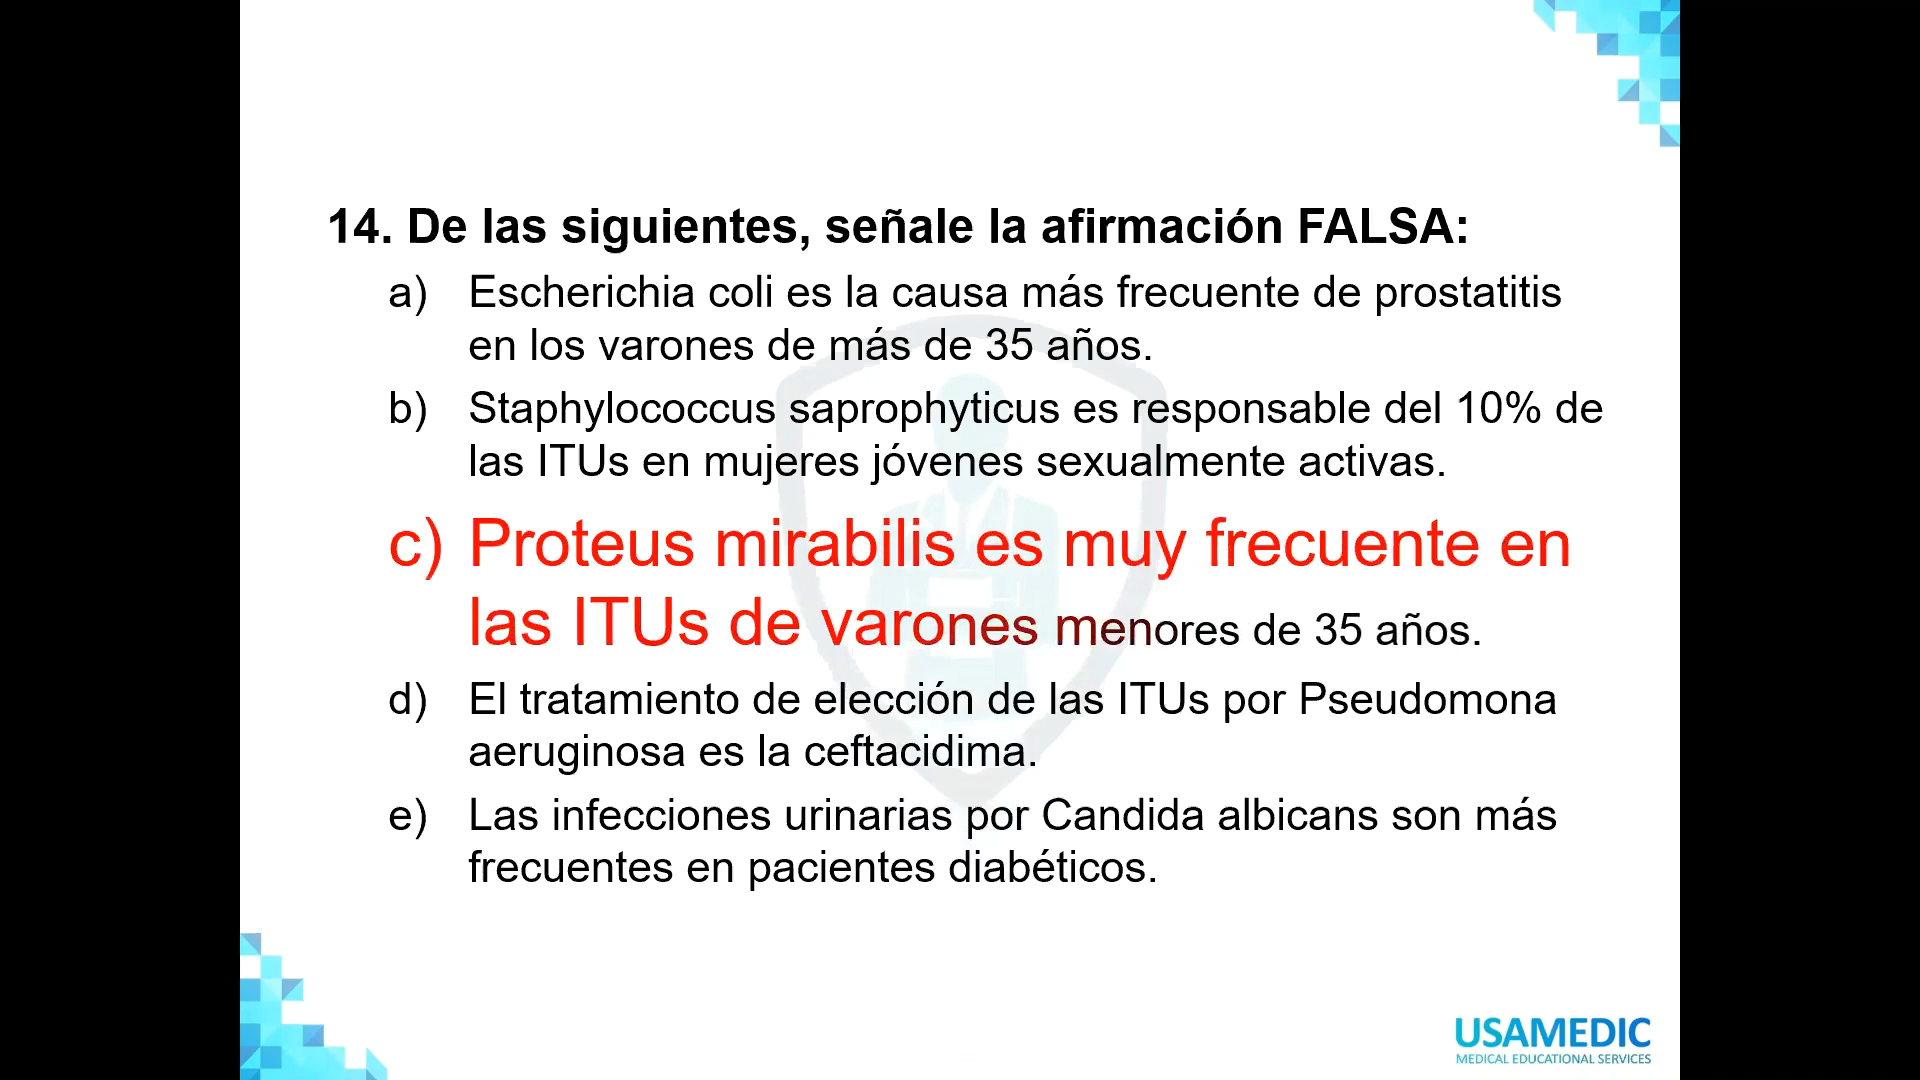 14. De las siguientes, señale la afirmación FALSA:
a) Escherichia coli es la causa más frecuente de prostatitis
en los varones de más de 35 años.
b) Staphylococcus saprophyticus es responsable del 10% de
las ITUs en mujeres jóvenes sexualmente activas.
c) Proteus mirabilis es muy frecuente en
las ITUs de varones menores de 35 años.
d) El tratamiento de elección de las ITUs por Pseudomona
aeruginosa es la ceftacidima.
e) Las infecciones urinarias por Candida albicans son más
frecuentes en pacientes diabéticos.
USAMEDIC
MEDICAL EDUCATIONAL SERVICES